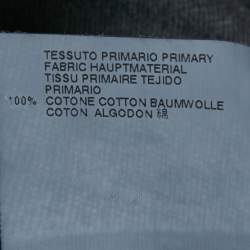 TESSUTO PRIMARIO PRIMARY
FABRIC HAUPTMATERIAL
TISSU PRIMAIRE TEJIDO
PRIMARIO
100% COTONE COTTON BAUMWOLLE
COTON ALGODON 綿